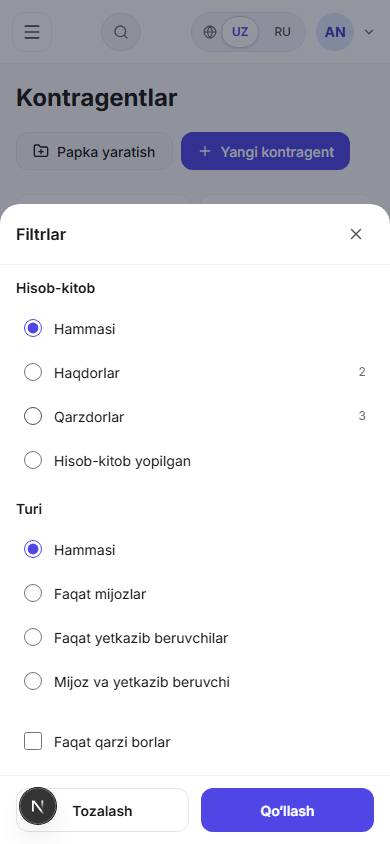 UZ RU AN
Kontragentlar
Papka yaratish Yangi kontragent
Filtrlar
Hisob-kitob
Hammasi
Haqdorlar 2
Qarzdorlar 3
Hisob-kitob yopilgan
Turi
Hammasi
Faqat mijozlar
Faqat yetkazib beruvchilar
Mijoz va yetkazib beruvchi
Faqat qarzi borlar
N Tozalash Qo‘llash